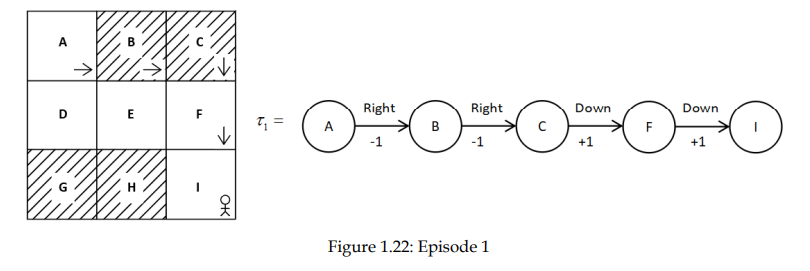 A B C
D E F
G H I
τ₁ =
Right Right Down Down
A B C F I
-1 -1 +1 +1
Figure 1.22: Episode 1